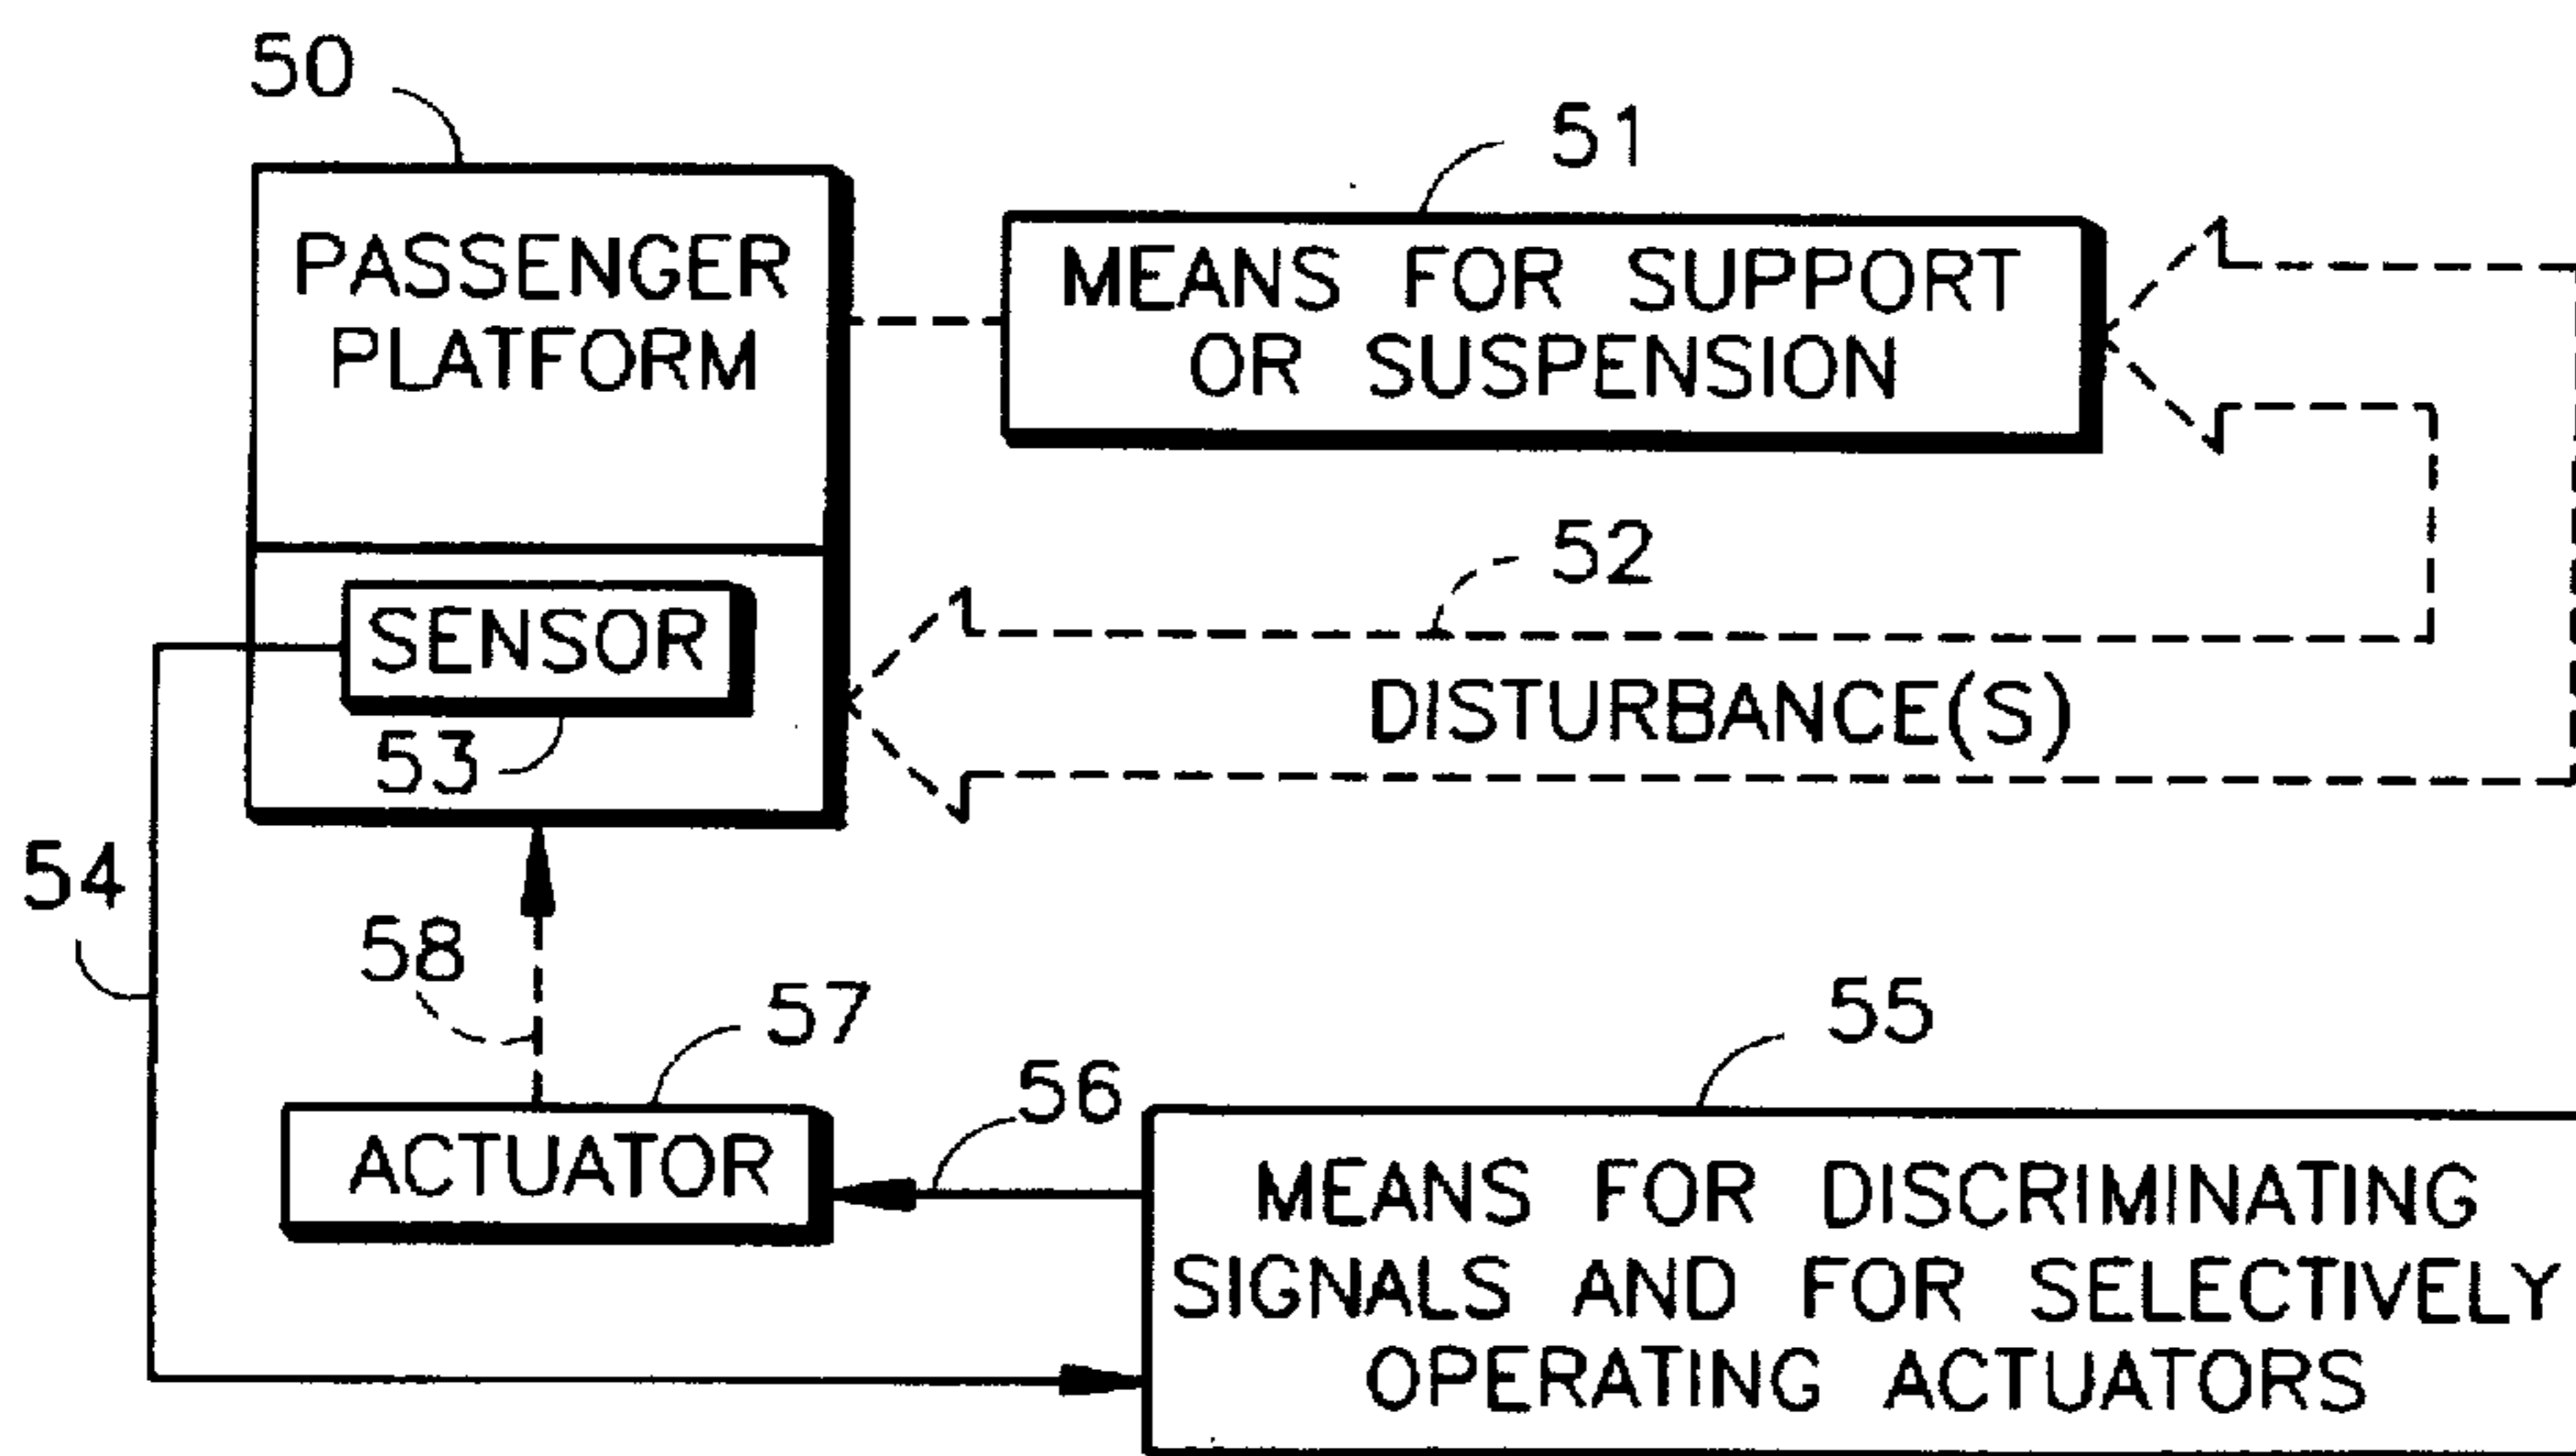 50
51
PASSENGER
PLATFORM
MEANS FOR SUPPORT
OR SUSPENSION
52
SENSOR
53
DISTURBANCE(S)
54
58
57
56
55
ACTUATOR
MEANS FOR DISCRIMINATING
SIGNALS AND FOR SELECTIVELY
OPERATING ACTUATORS